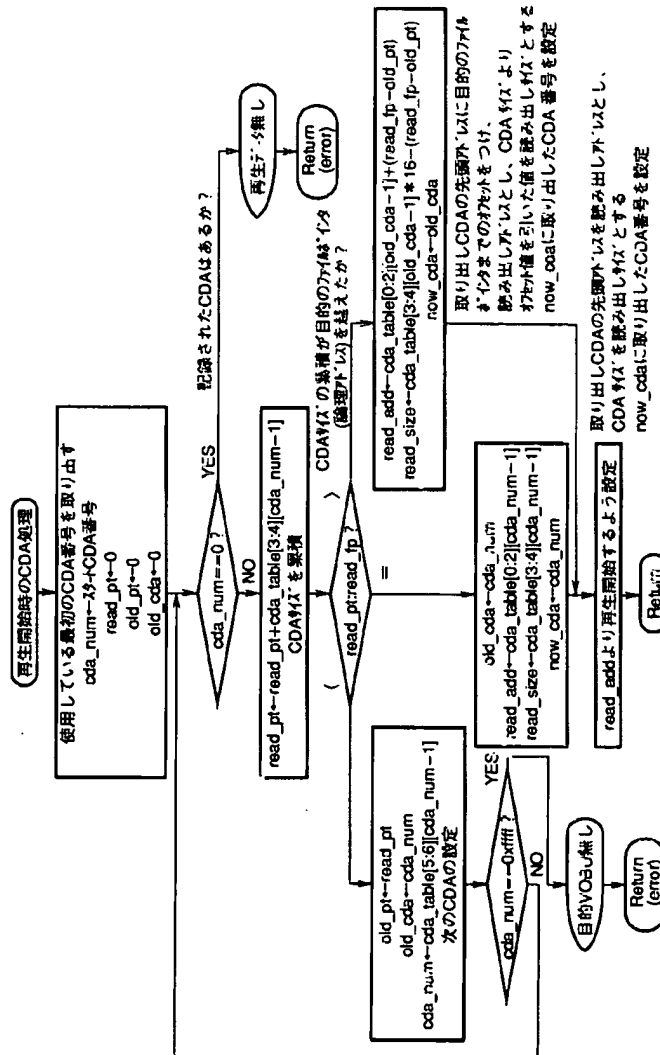 再生開始時のCDA処理
使用している最初のCDA番号を取り出す
cda_num←スタートCDA番号
read_pt←0
old_pt←0
old_cda←0
記録されたCDAはあるか?
cda_num==0 ?
YES
再生データ無し
Return
(error)
NO
read_pt←read_pt+cda_table[3:4][cda_num-1]
CDAサイズを累積
CDAサイズの累積が目的のファイルポインタ
(論理アドレス)を越えたか?
read_pt:read_fp ?
<
=
>
read_add←cda_table[0:2][old_cda-1]+(read_fp-old_pt)
read_size←cda_table[3:4][old_cda-1]*16-(read_fp-old_pt)
now_cda←old_cda
取り出しCDAの先頭アドレスに目的のファイル
ポインタまでのオフセットをつけ、
読み出しアドレスとし、CDAサイズより
オフセット値を引いた値を読み出しサイズとする
now_cdaに取り出したCDA番号を設定
old_cda←cda_num
read_add←cda_table[0:2][cda_num-1]
read_size←cda_table[3:4][cda_num-1]
now_cda←cda_num
取り出しCDAの先頭アドレスを読み出しアドレスとし、
CDAサイズを読み出しサイズとする
now_cdaに取り出したCDA番号を設定
read_addより再生開始するよう設定
Return
old_pt←read_pt
old_cda←cda_num
cda_num←cda_table[5:6][cda_num-1]
次のCDAの設定
cda_num==0xffff ?
YES
NO
目的VOBU無し
Return
(error)